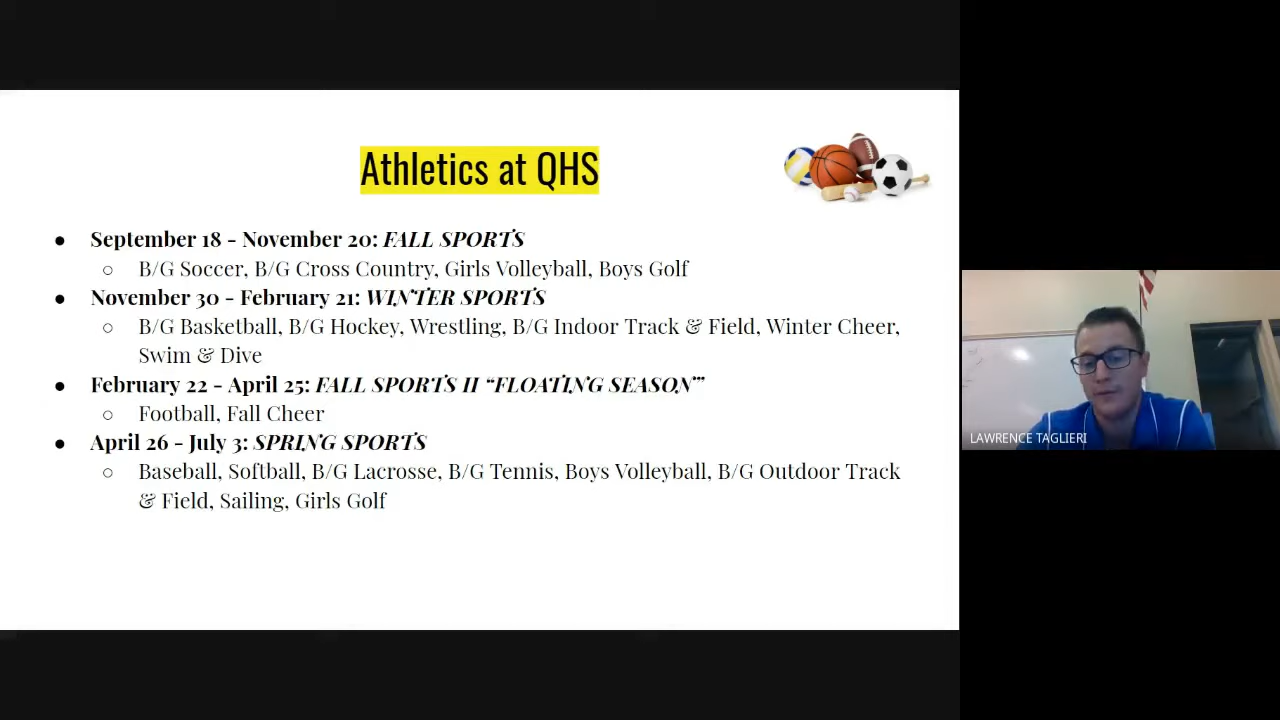 Athletics at QHS
● September 18 - November 20: FALL SPORTS
○ B/G Soccer, B/G Cross Country, Girls Volleyball, Boys Golf
● November 30 - February 21: WINTER SPORTS
○ B/G Basketball, B/G Hockey, Wrestling, B/G Indoor Track & Field, Winter Cheer,
Swim & Dive
● February 22 - April 25: FALL SPORTS II “FLOATING SEASON”
○ Football, Fall Cheer
● April 26 - July 3: SPRING SPORTS
○ Baseball, Softball, B/G Lacrosse, B/G Tennis, Boys Volleyball, B/G Outdoor Track
& Field, Sailing, Girls Golf
LAWRENCE TAGLIERI